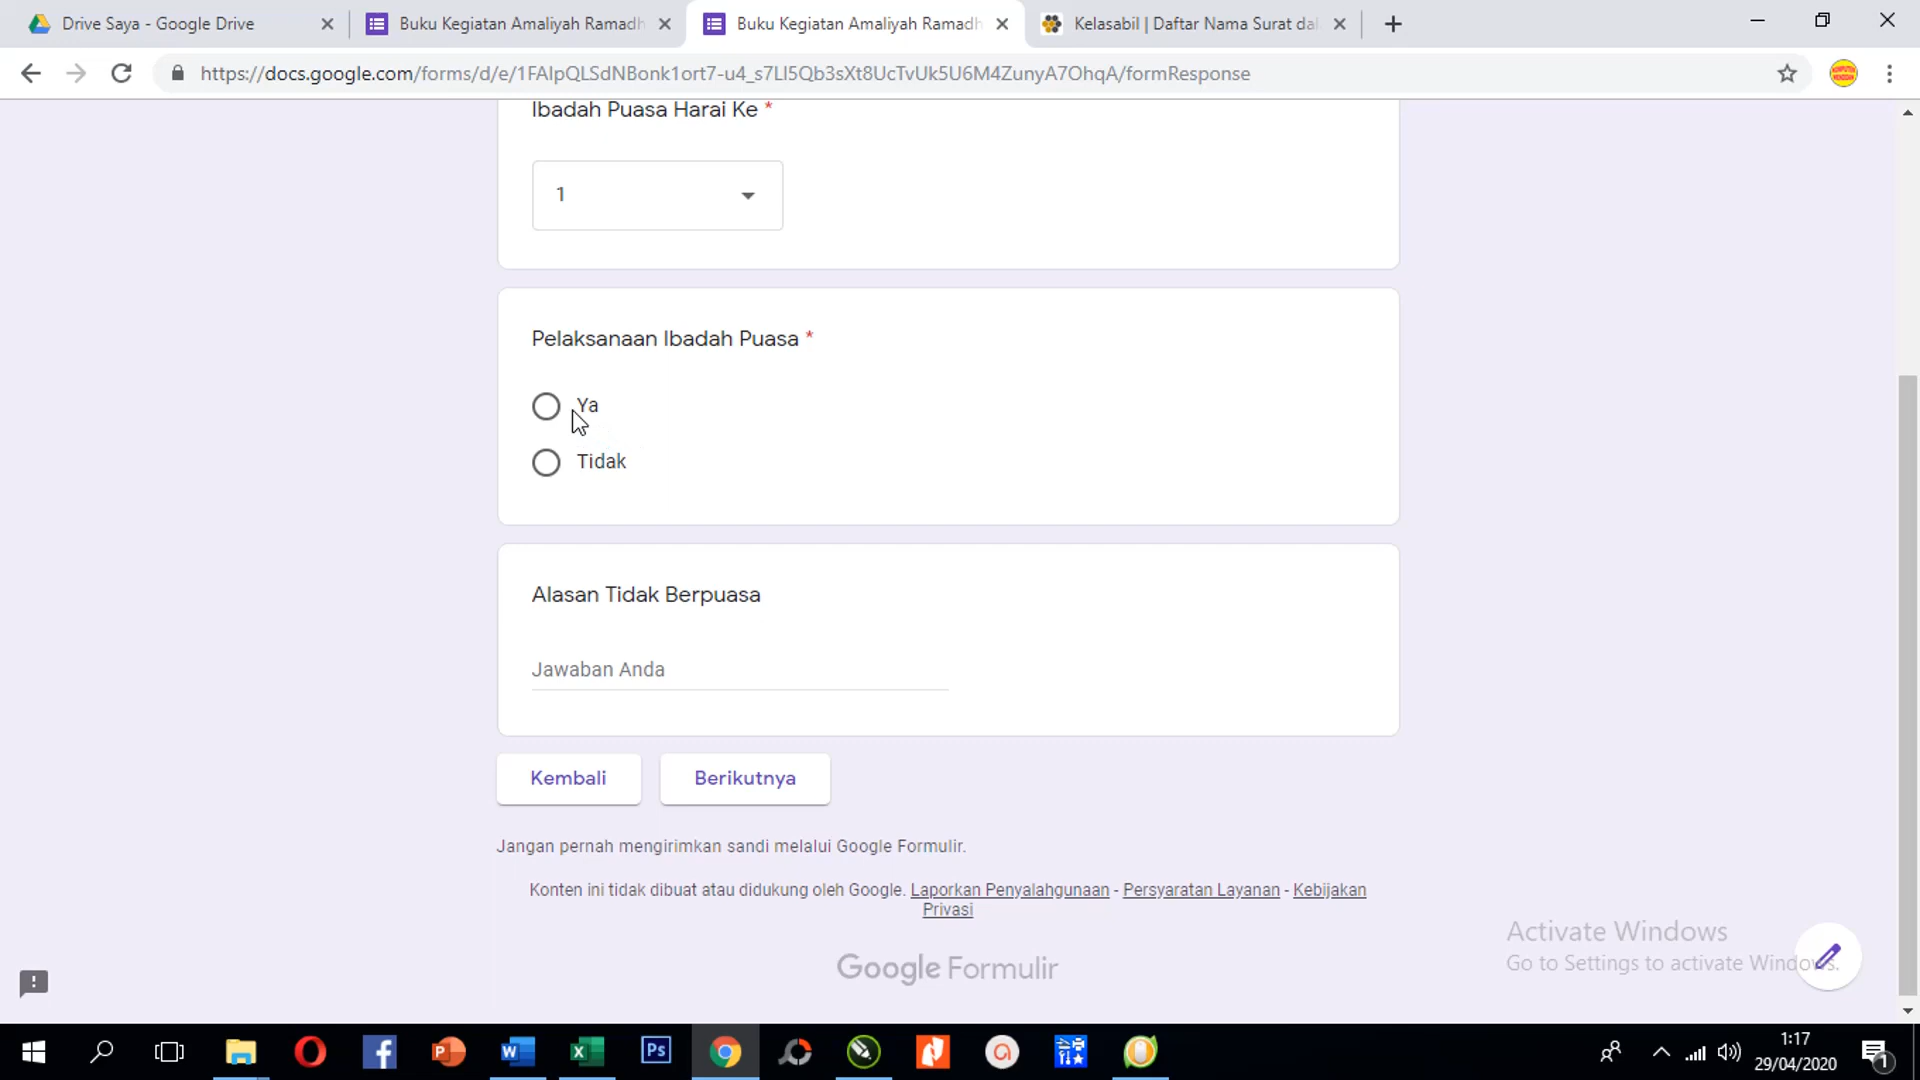 Drive Saya - Google Drive
Buku Kegiatan Amaliyah Ramadh
Buku Kegiatan Amaliyah Ramadh
Kelasabil | Daftar Nama Surat dal
https://docs.google.com/forms/d/e/1FAIpQLSdNBonk1ort7-u4_s7LI5Qb3sXt8UcTvUk5U6M4ZunyA7OhqA/formResponse
Ibadah Puasa Harai Ke *
1
Pelaksanaan Ibadah Puasa *
Ya
Tidak
Alasan Tidak Berpuasa
Jawaban Anda
Kembali
Berikutnya
Jangan pernah mengirimkan sandi melalui Google Formulir.
Konten ini tidak dibuat atau didukung oleh Google. Laporkan Penyalahgunaan - Persyaratan Layanan - Kebijakan
Privasi
Google Formulir
Activate Windows
Go to Settings to activate Windows.
1:17
29/04/2020
1